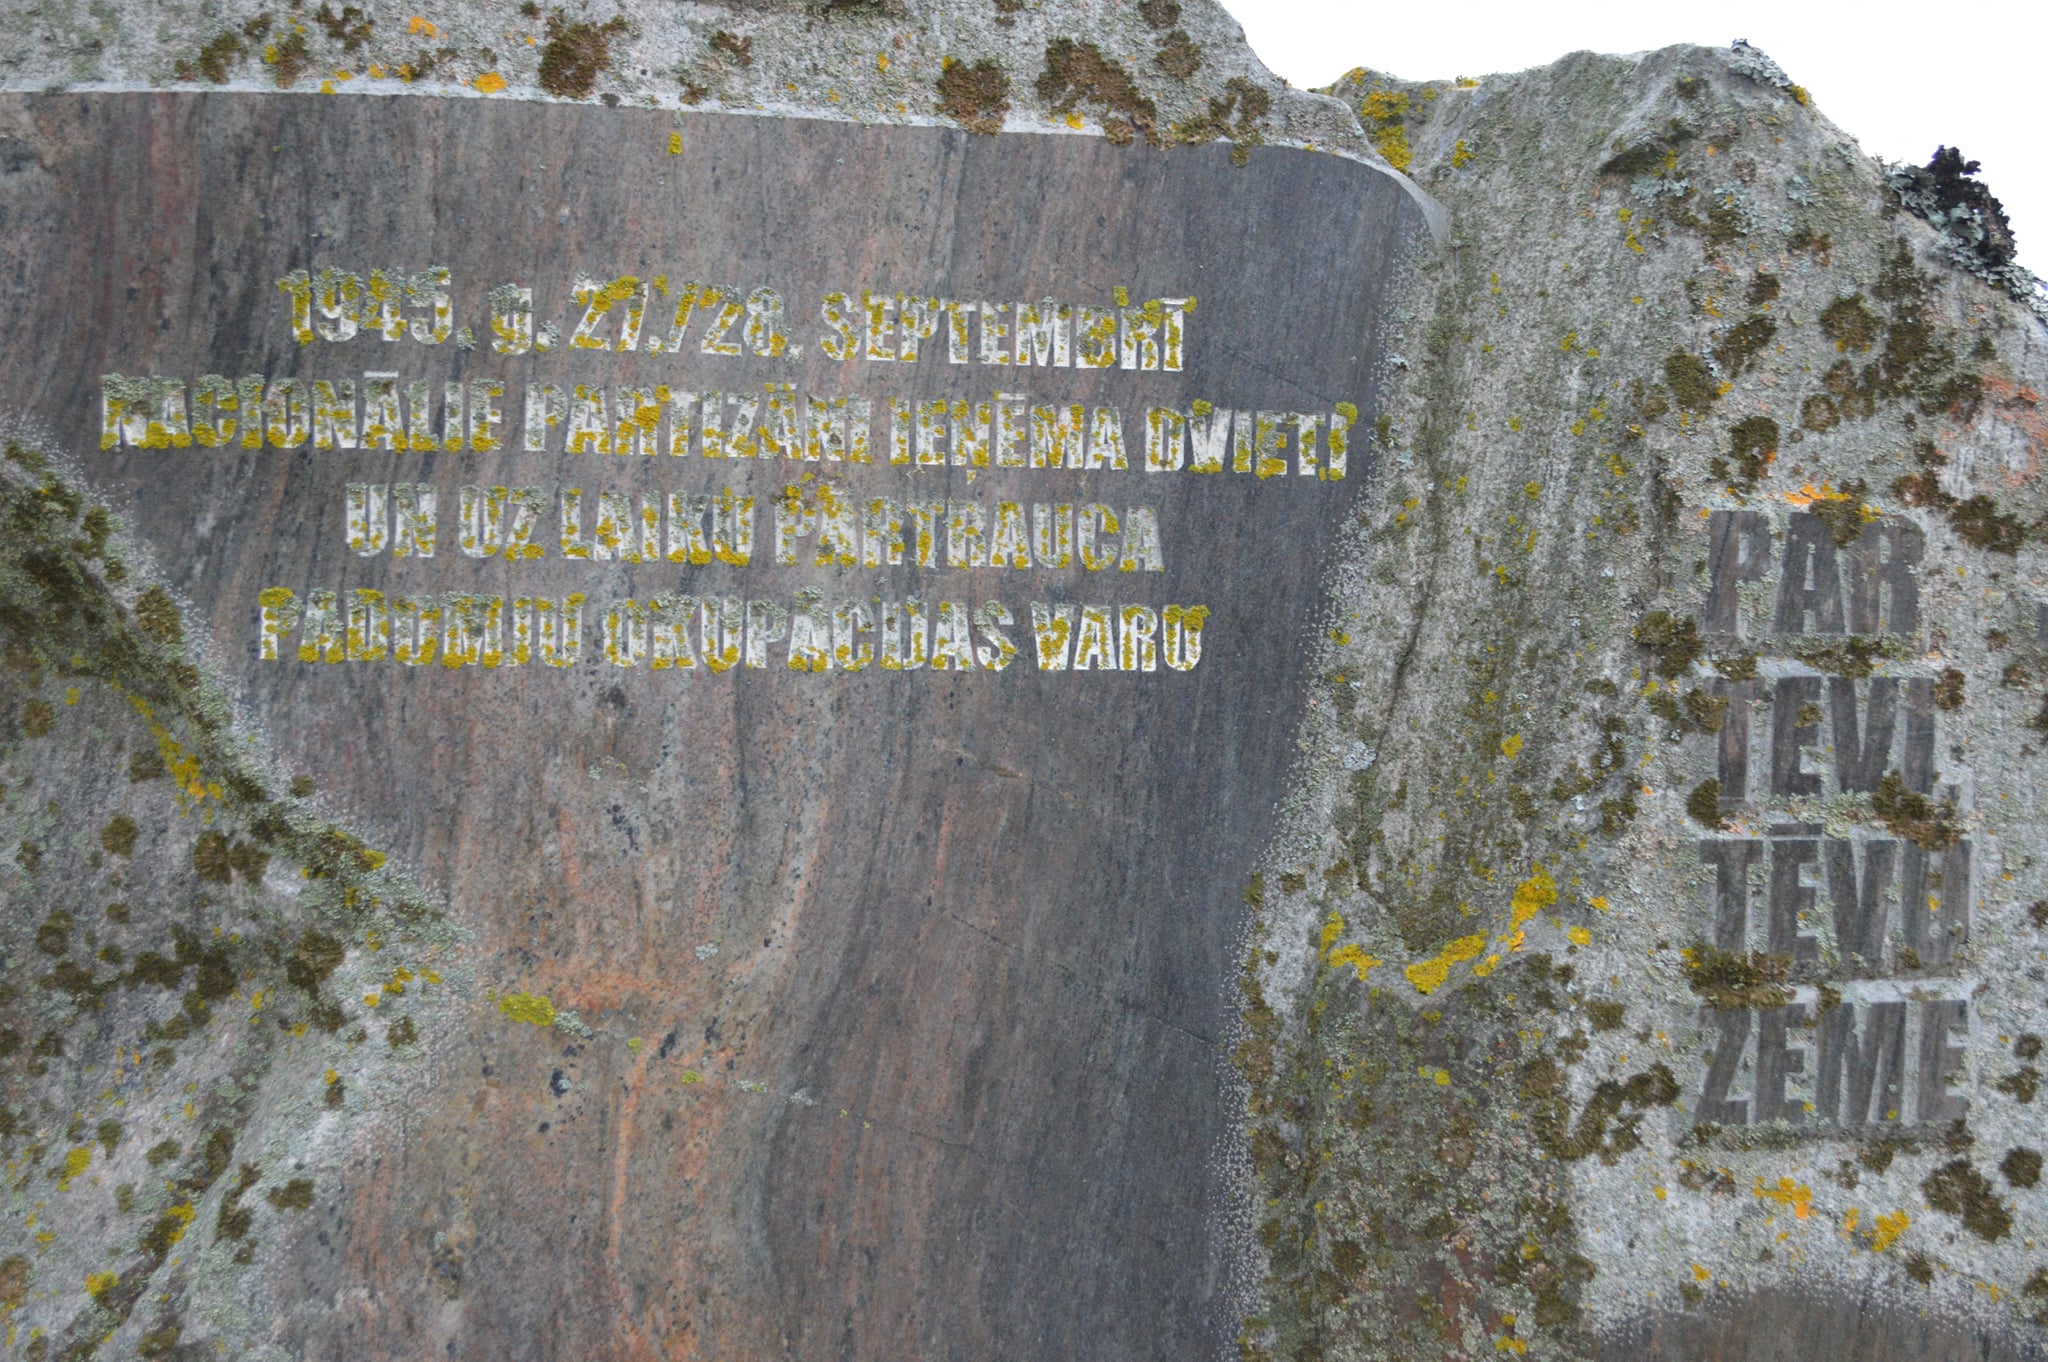 1945. g. 27./28. SEPTEMBRĪ
NACIONĀLIE PARTIZĀNI IEŅĒMA DVIETI
UN UZ LAIKU PĀRTRAUCA
PADOMJU OKUPĀCIJAS VARU
PAR
TEVI,
TĒVU
ZEME